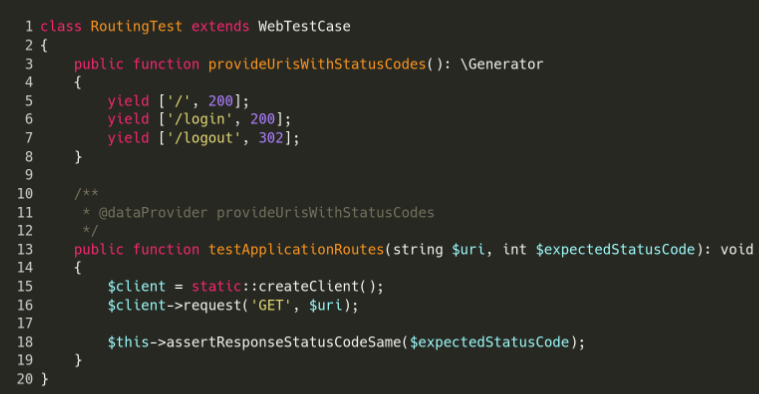 1 class RoutingTest extends WebTestCase
2 {
3     public function provideUrisWithStatusCodes(): \Generator
4     {
5         yield ['/', 200];
6         yield ['/login', 200];
7         yield ['/logout', 302];
8     }
9
10     /**
11      * @dataProvider provideUrisWithStatusCodes
12      */
13     public function testApplicationRoutes(string $uri, int $expectedStatusCode): void
14     {
15         $client = static::createClient();
16         $client->request('GET', $uri);
17
18         $this->assertResponseStatusCodeSame($expectedStatusCode);
19     }
20 }